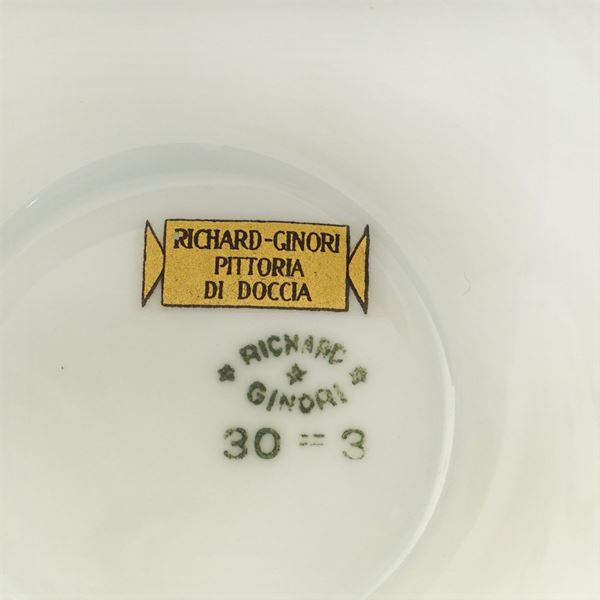 RICHARD-GINORI
PITTORIA
DI DOCCIA
RICHARD
GINORI
30=3